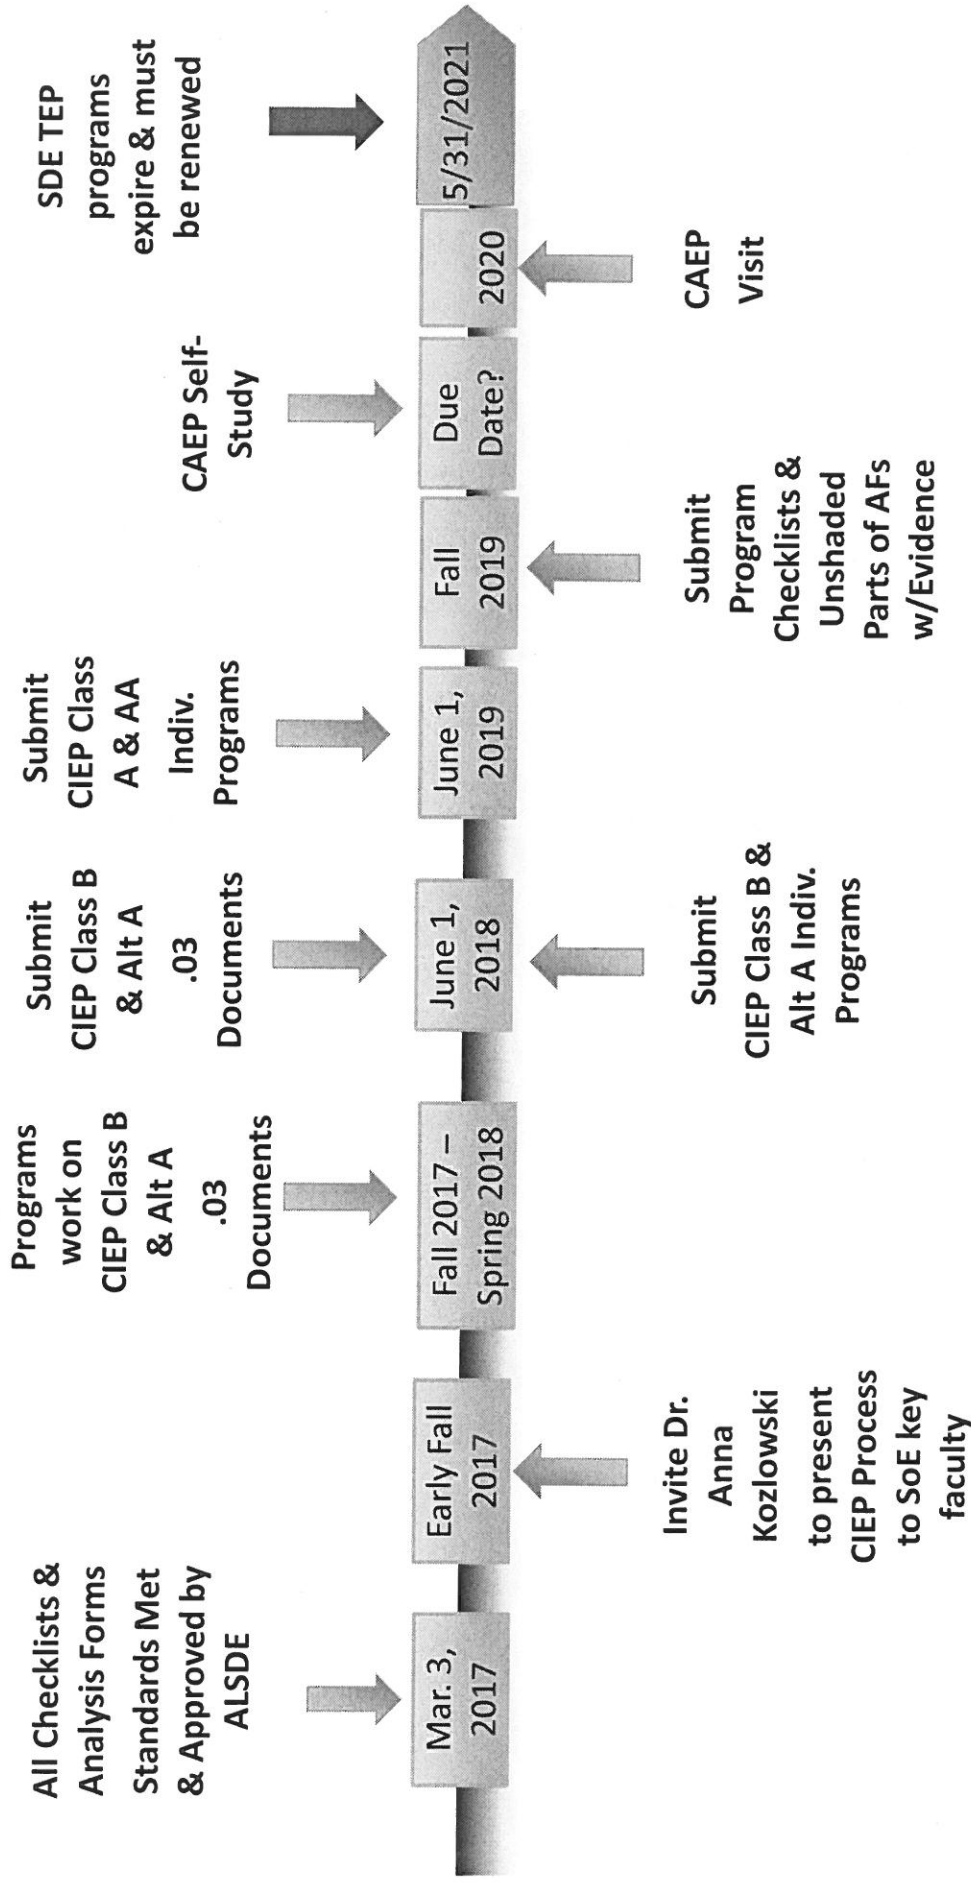 All Checklists &
Analysis Forms
Standards Met
& Approved by
ALSDE
Mar. 3,
2017
Early Fall
2017
Invite Dr.
Anna
Kozlowski
to present
CIEP Process
to SoE key
faculty
Programs
work on
CIEP Class B
& Alt A
.03
Documents
Fall 2017 –
Spring 2018
Submit
CIEP Class B
& Alt A
.03
Documents
June 1,
2018
Submit
CIEP Class B &
Alt A Indiv.
Programs
Submit
CIEP Class
A & AA
Indiv.
Programs
June 1,
2019
Fall
2019
Submit
Program
Checklists &
Unshaded
Parts of AFs
w/Evidence
CAEP Self-
Study
Due
Date?
2020
CAEP
Visit
SDE TEP
programs
expire & must
be renewed
5/31/2021